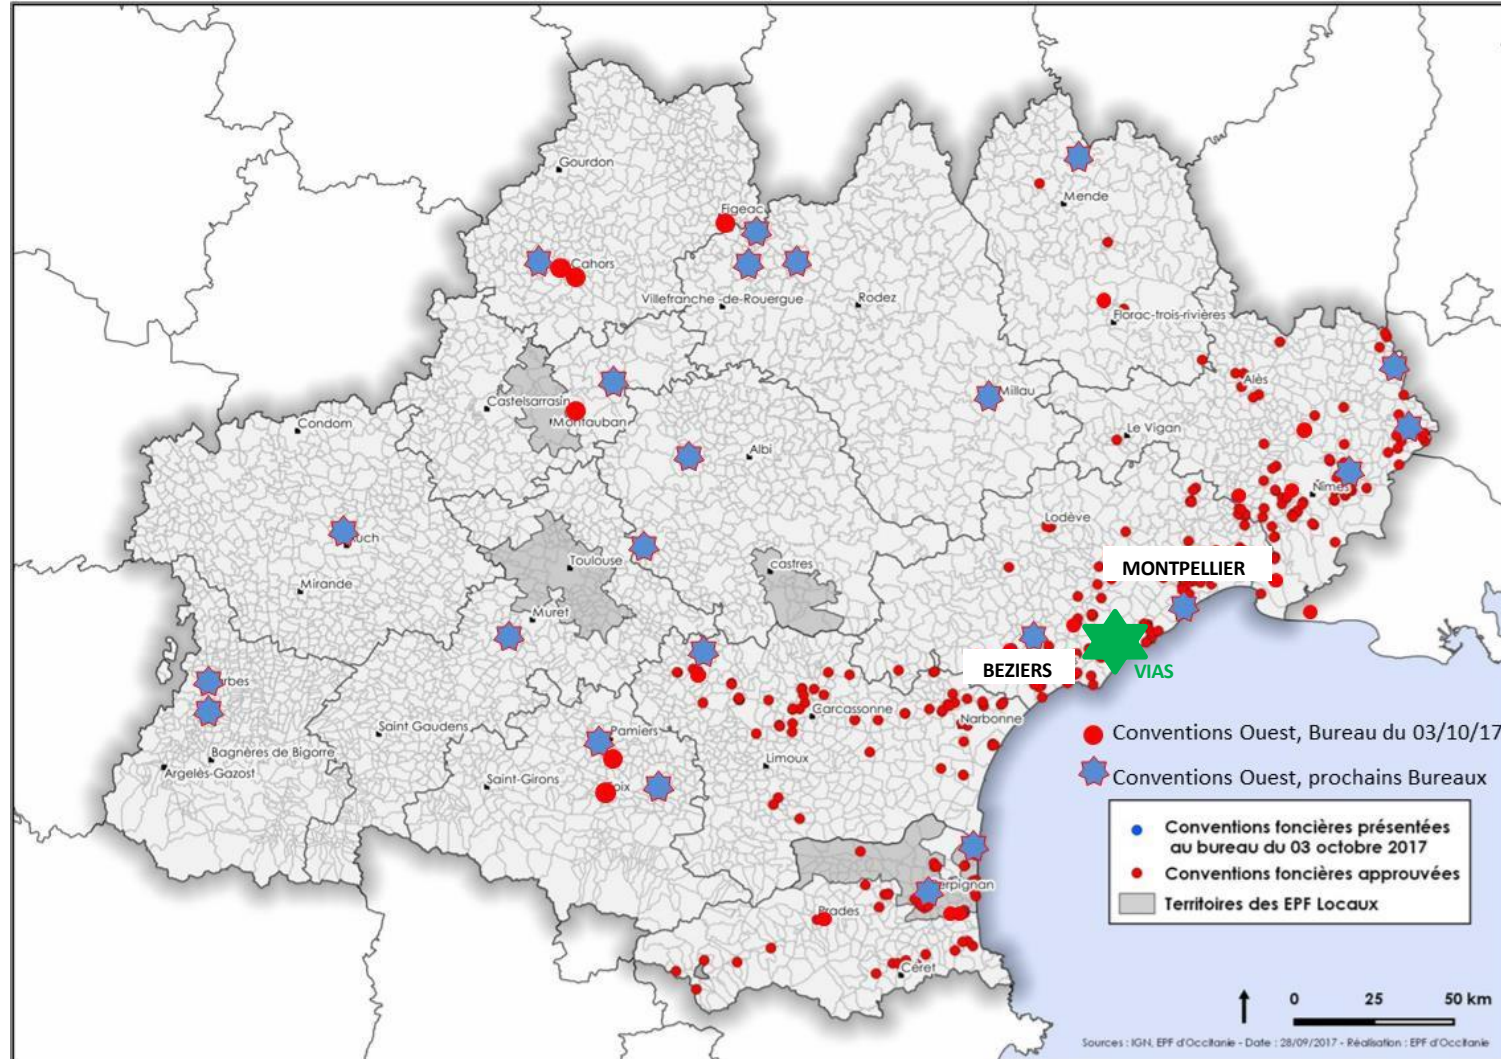 Gourdon
Mende
Figeac
Cahors
Villefranche -de-Rouergue
Rodez
Florac-trois-rivières
Alès
Castelsarrasin
Millau
Condom
Montauban
Le Vigan
Albi
Nîmes
Lodève
uch
Toulouse
castres
MONTPELLIER
Mirande
Muret
BEZIERS
VIAS
rbes
Carcassonne
Narbonne
Saint Gaudens
Pamiers
Conventions Ouest, Bureau du 03/10/17
Bagnères de Bigorre
Limoux
Argelès-Gazost
Saint-Girons
oix
Conventions Ouest, prochains Bureaux
Conventions foncières présentées
au bureau du 03 octobre 2017
Conventions foncières approuvées
erpignan
Territoires des EPF Locaux
Prades
Céret
0 25 50 km
Sources : IGN, EPF d'Occitanie - Date : 28/09/2017 - Réalisation : EPF d'Occitanie